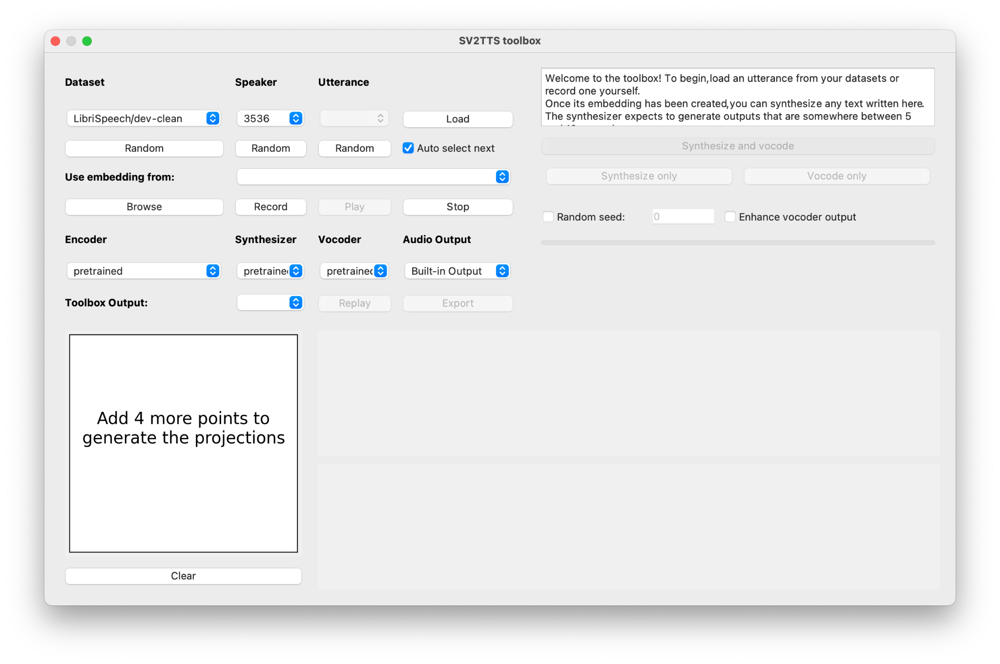 SV2TTS toolbox
Dataset
Speaker
Utterance
LibriSpeech/dev-clean
3536
Load
Random
Random
Random
Auto select next
Use embedding from:
Browse
Record
Play
Stop
Encoder
Synthesizer
Vocoder
Audio Output
pretrained
pretraine
pretrained
Built-in Output
Toolbox Output:
Replay
Export
Welcome to the toolbox! To begin,load an utterance from your datasets or
record one yourself.
Once its embedding has been created,you can synthesize any text written here.
The synthesizer expects to generate outputs that are somewhere between 5
Synthesize and vocode
Synthesize only
Vocode only
Random seed:
0
Enhance vocoder output
Add 4 more points to
generate the projections
Clear